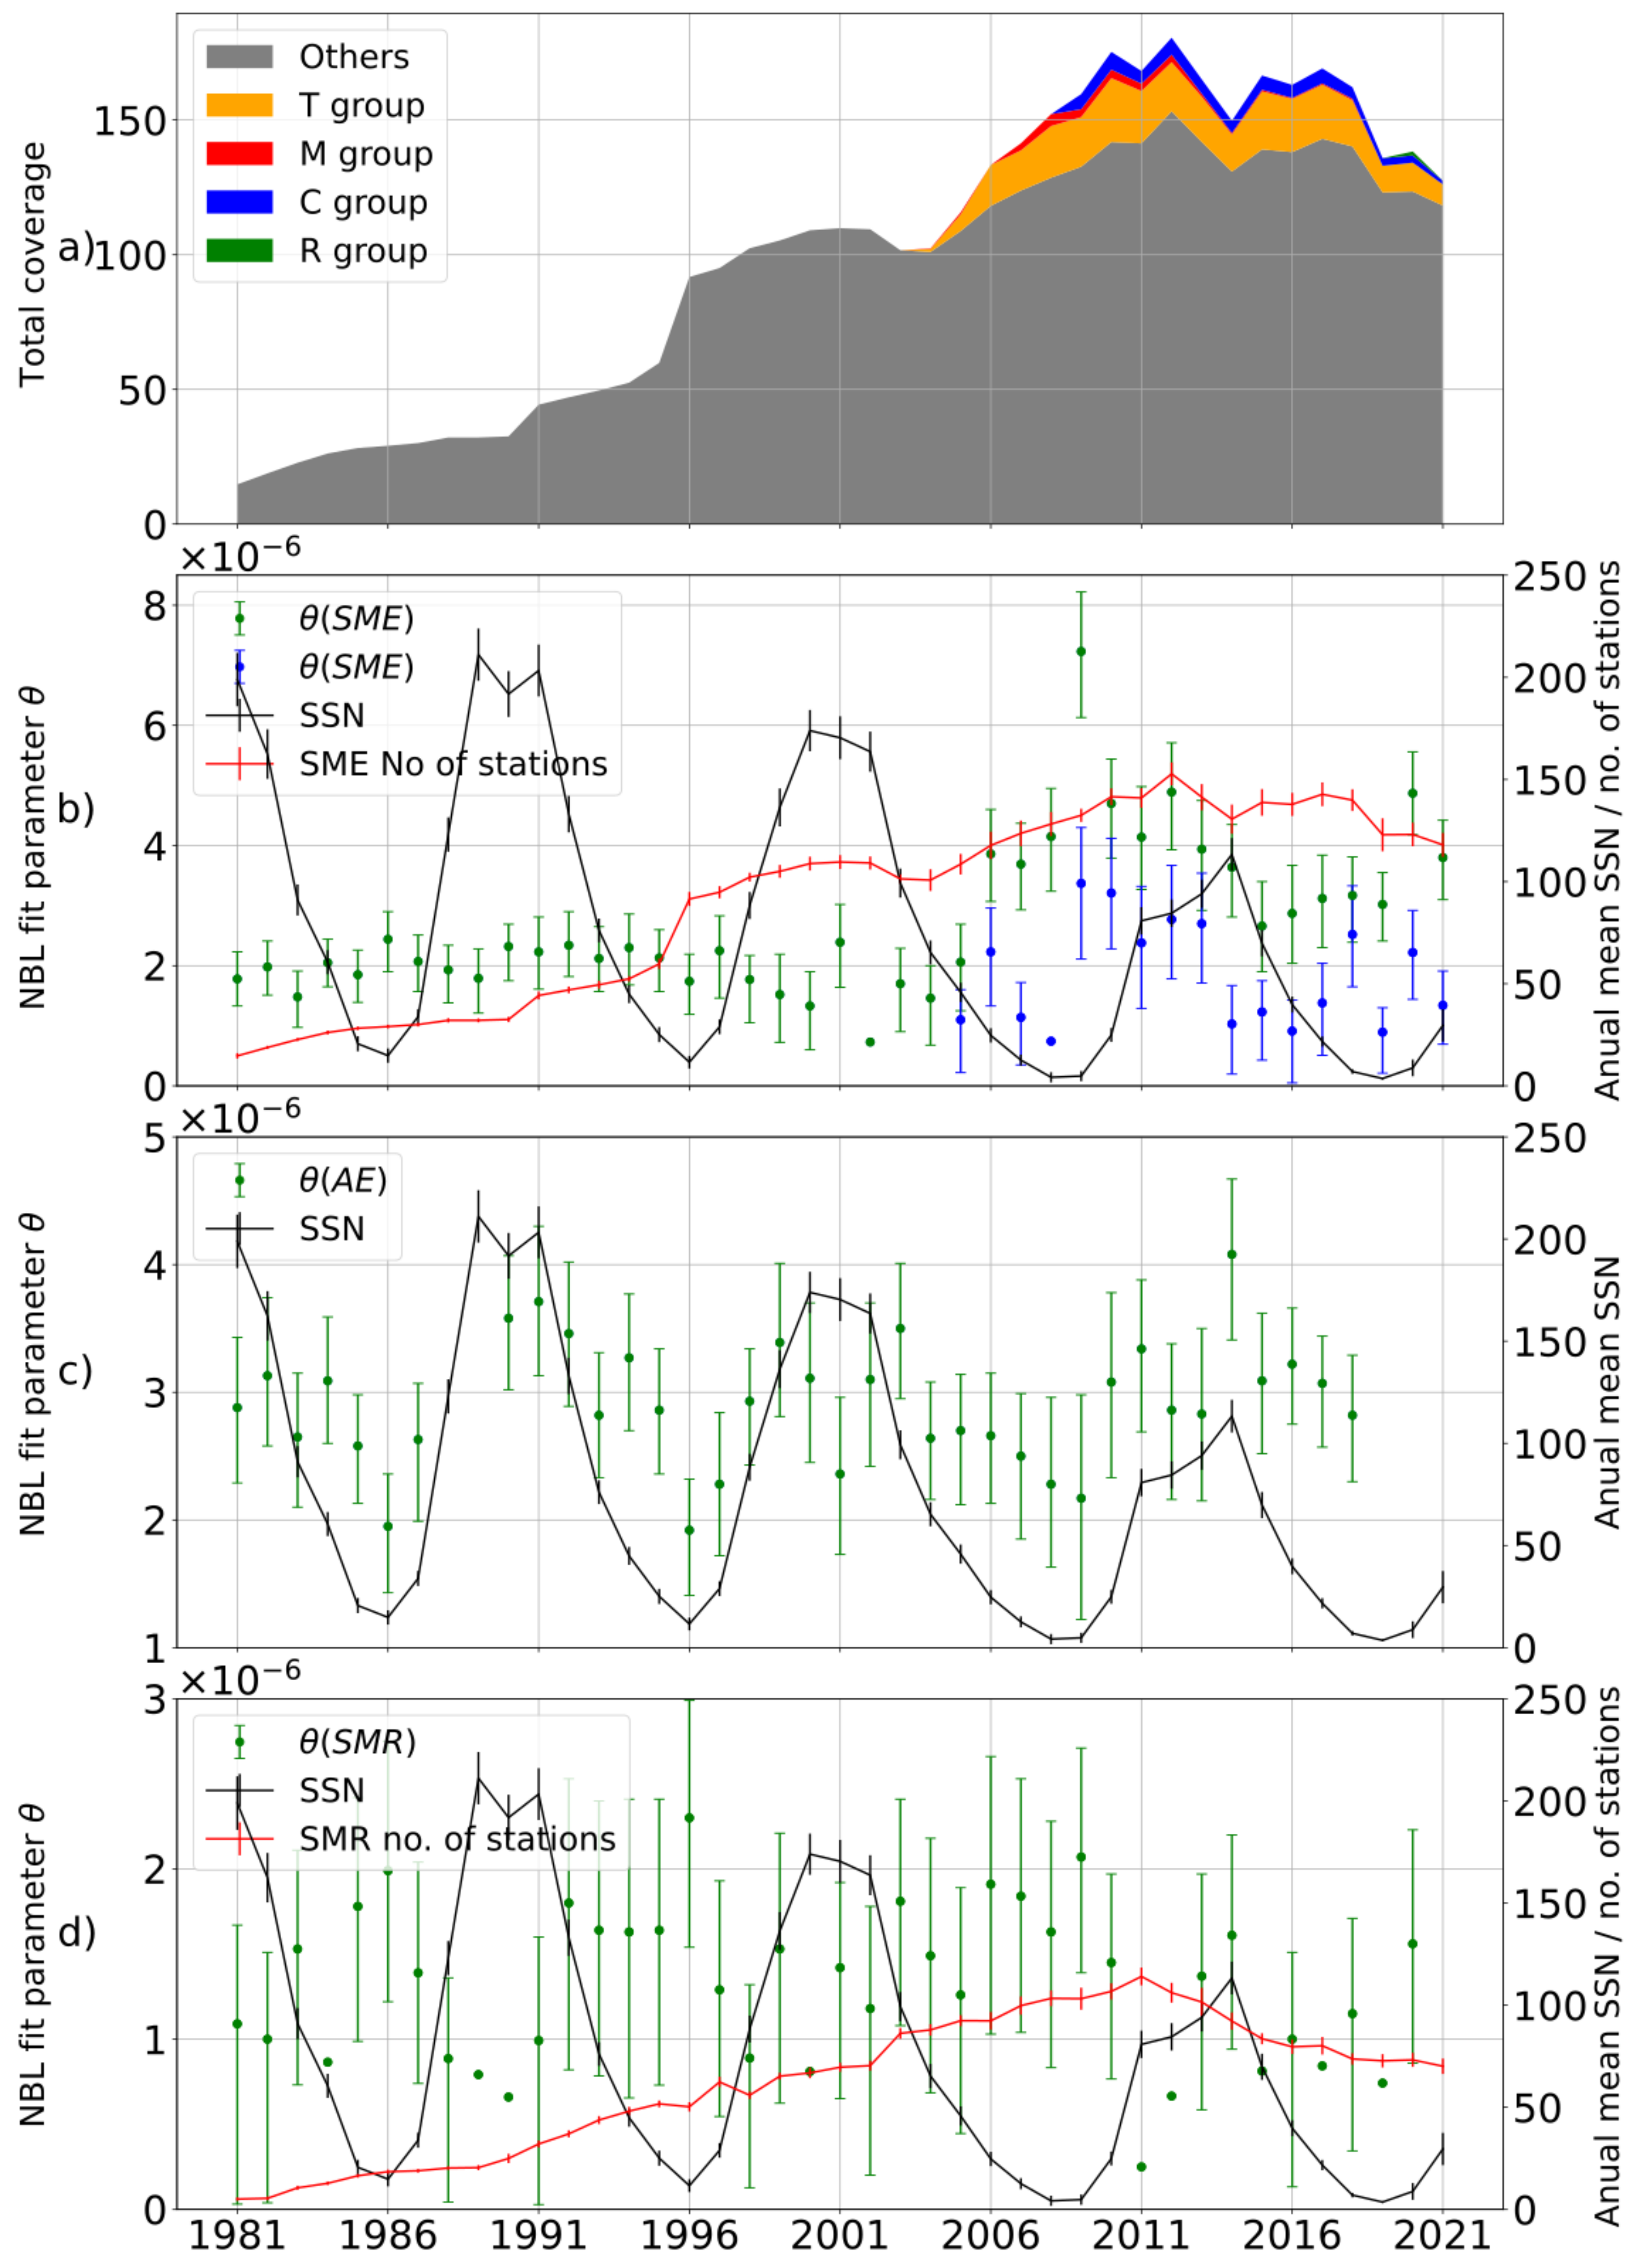 Others
T group
M group
C group
R group
150
100
50
0
Total coverage
a)
×10⁻⁶
θ(SME)
θ(SME)
SSN
SME No of stations
8
6
4
2
0
NBL fit parameter θ
b)
250
200
150
100
50
0
Anual mean SSN / no. of stations
×10⁻⁶
θ(AE)
SSN
5
4
3
2
1
NBL fit parameter θ
c)
250
200
150
100
50
0
Anual mean SSN
×10⁻⁶
θ(SMR)
SSN
SMR no. of stations
3
2
1
0
NBL fit parameter θ
d)
250
200
150
100
50
0
Anual mean SSN / no. of stations
1981 1986 1991 1996 2001 2006 2011 2016 2021